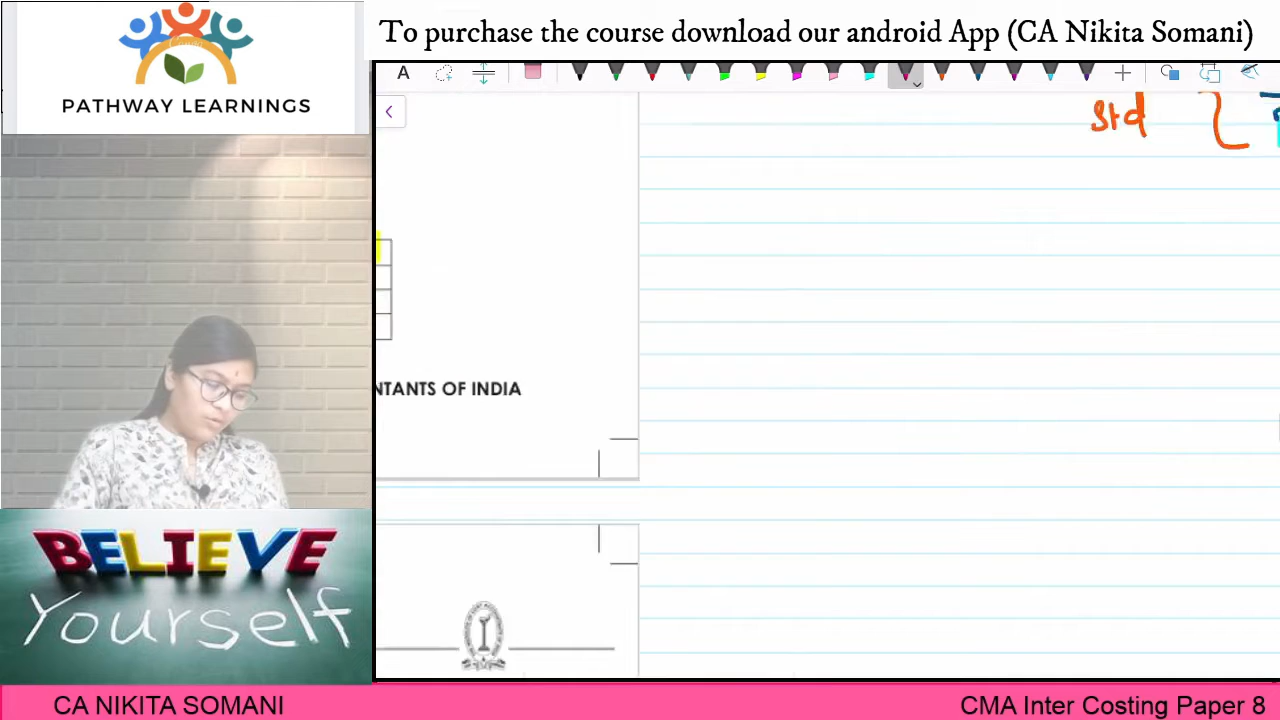 To purchase the course download our android App (CA Nikita Somani)
PATHWAY LEARNINGS
A
Std
NTANTS OF INDIA
BELIEVE
Yourself
CA NIKITA SOMANI
CMA Inter Costing Paper 8